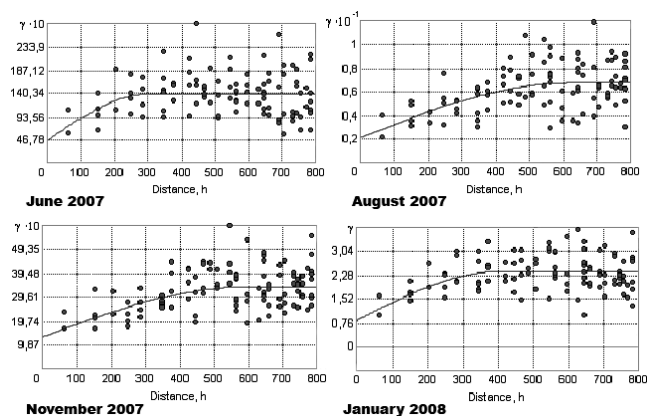 γ ·10
233,9
187,12
140,34
93,56
46,78
0 100 200 300 400 500 600 700 800
Distance, h
June 2007
γ ·10⁻¹
1
0,8
0,6
0,4
0,2
0 100 200 300 400 500 600 700 800
Distance, h
August 2007
γ ·10
49,35
39,48
29,61
19,74
9,87
0 100 200 300 400 500 600 700 800
Distance, h
November 2007
γ
3,04
2,28
1,52
0,76
0
0 100 200 300 400 500 600 700 800
Distance, h
January 2008